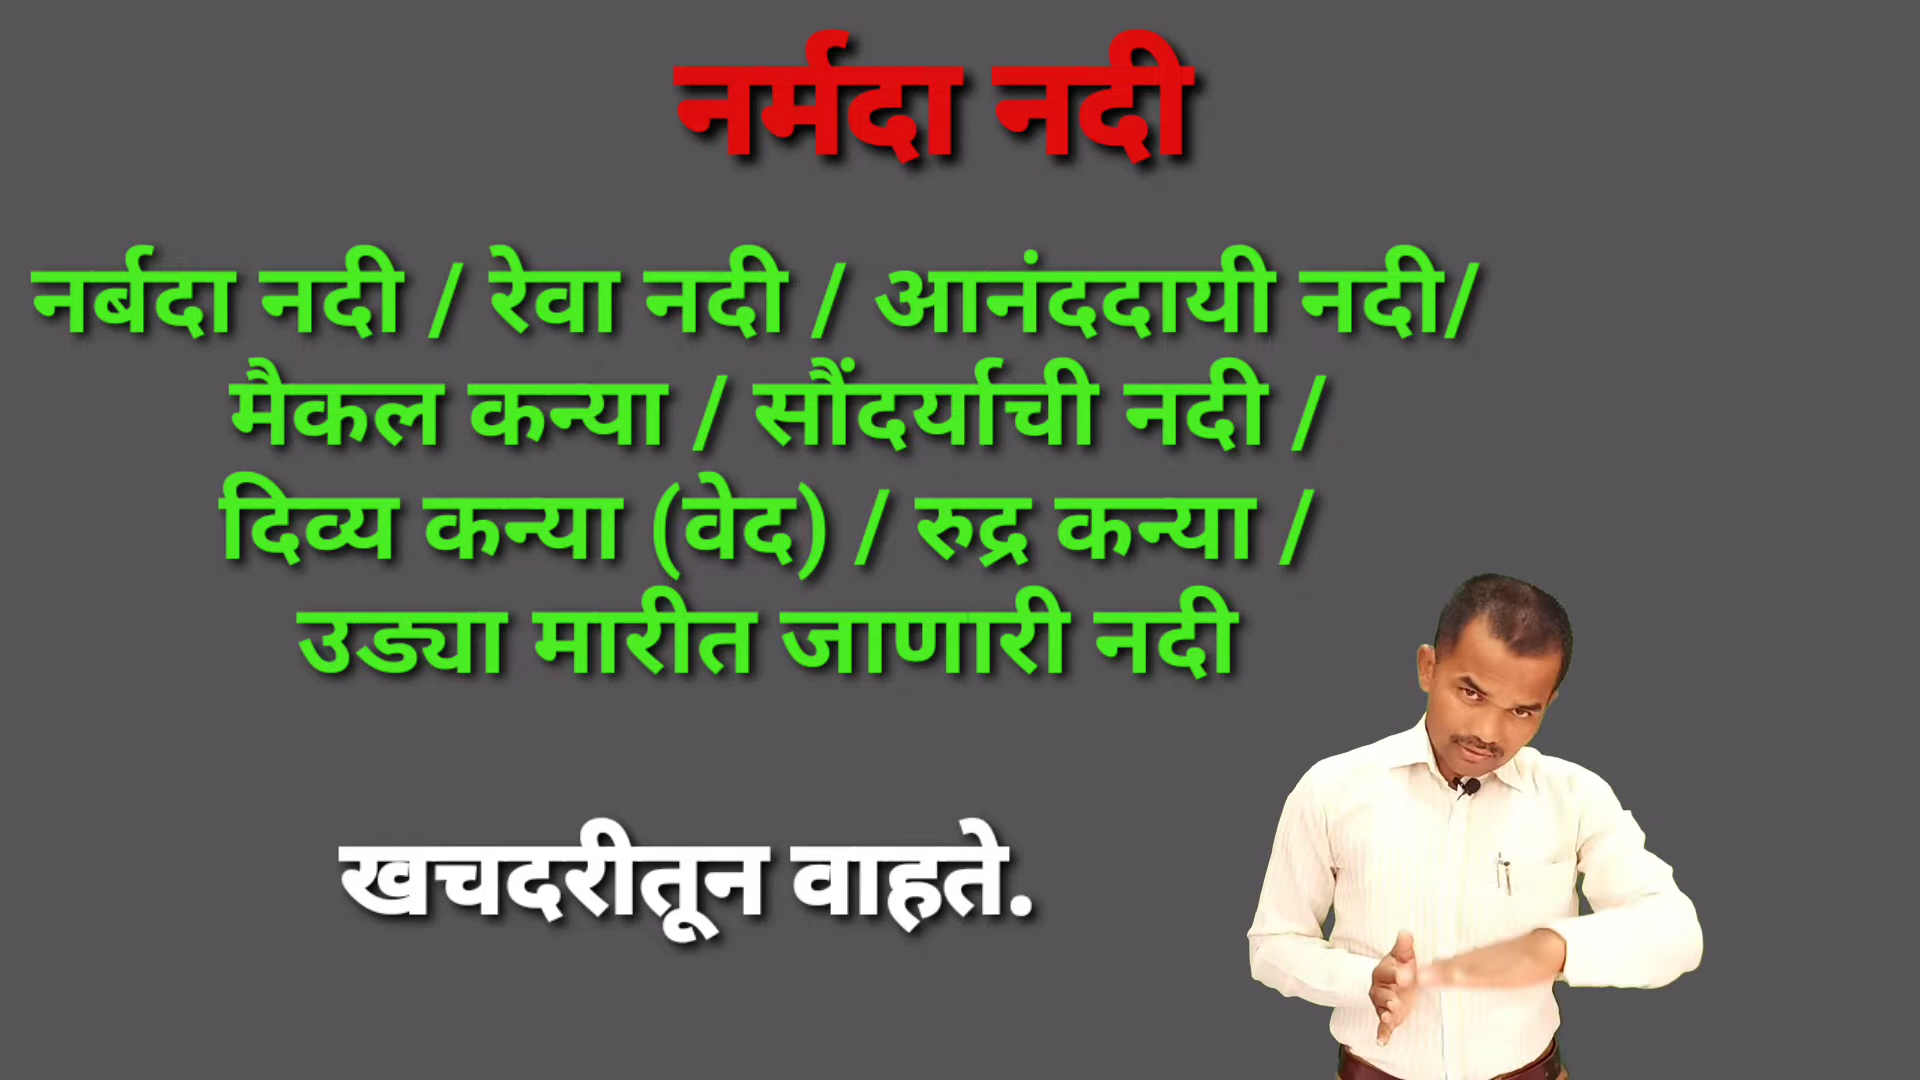 नर्मदा नदी
नर्बदा नदी / रेवा नदी / आनंददायी नदी/
मैकल कन्या / सौंदर्याची नदी /
दिव्य कन्या (वेद) / रुद्र कन्या /
उड्या मारीत जाणारी नदी
खचदरीतून वाहते.